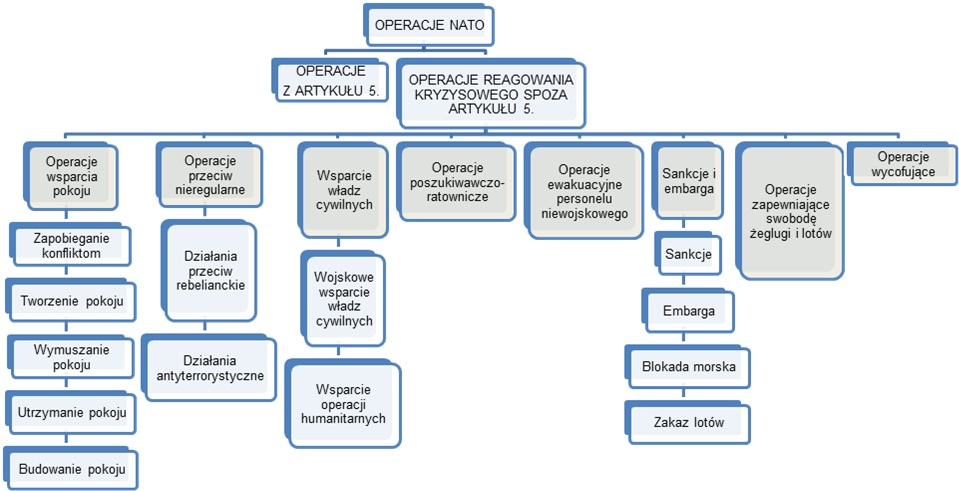 OPERACJE NATO
OPERACJE
Z ARTYKUŁU 5.
OPERACJE REAGOWANIA
KRYZYSOWEGO SPOZA
ARTYKUŁU 5.
Operacje
wsparcia
pokoju
Zapobieganie
konfliktom
Tworzenie pokoju
Wymuszanie
pokoju
Utrzymanie pokoju
Budowanie pokoju
Operacje
przeciw
nieregularne
Działania
przeciw
rebelianckie
Działania
antyterrorystyczne
Wsparcie
władz
cywilnych
Wojskowe
wsparcie
władz
cywilnych
Wsparcie
operacji
humanitarnych
Operacje
poszukiwawczo-
ratownicze
Operacje
ewakuacyjne
personelu
niewojskowego
Sankcje i
embarga
Sankcje
Embarga
Blokada morska
Zakaz lotów
Operacje
zapewniające
swobodę
żeglugi i lotów
Operacje
wycofujące